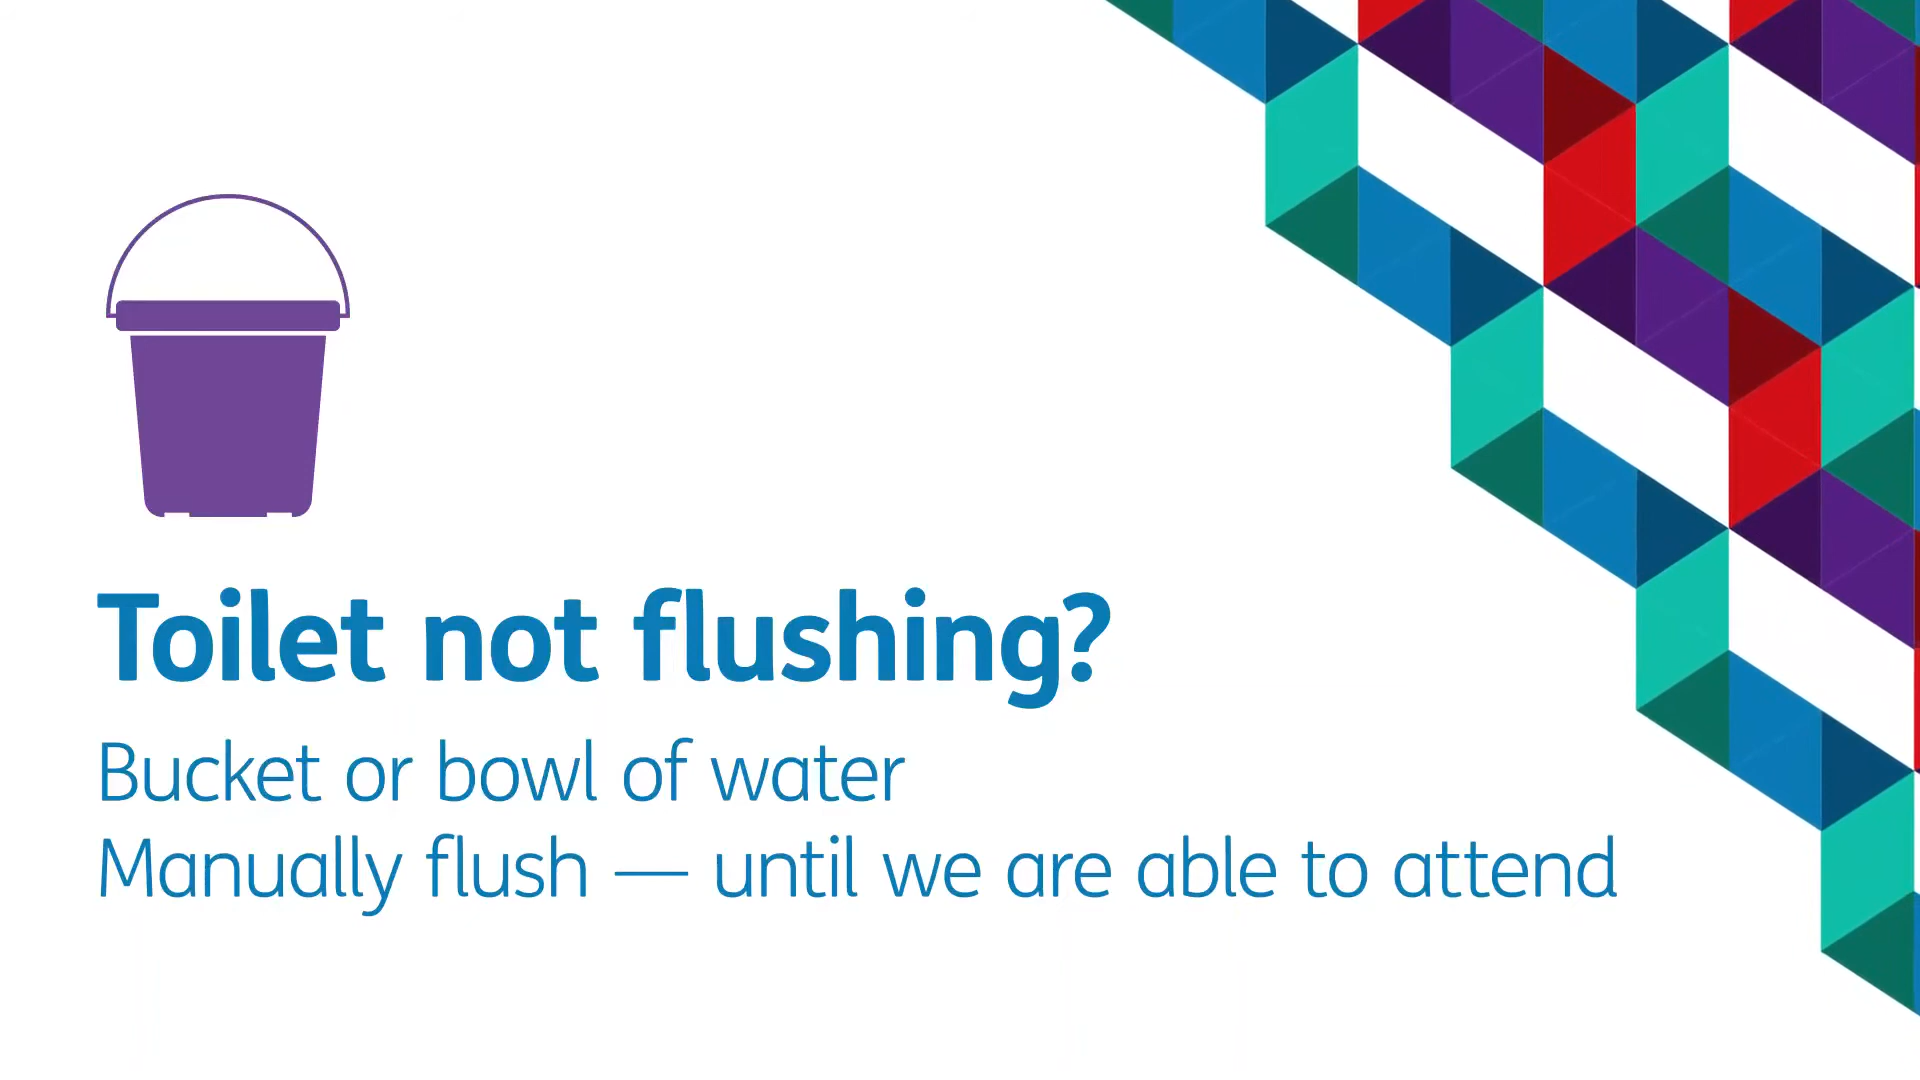 Toilet not flushing?
Bucket or bowl of water
Manually flush — until we are able to attend